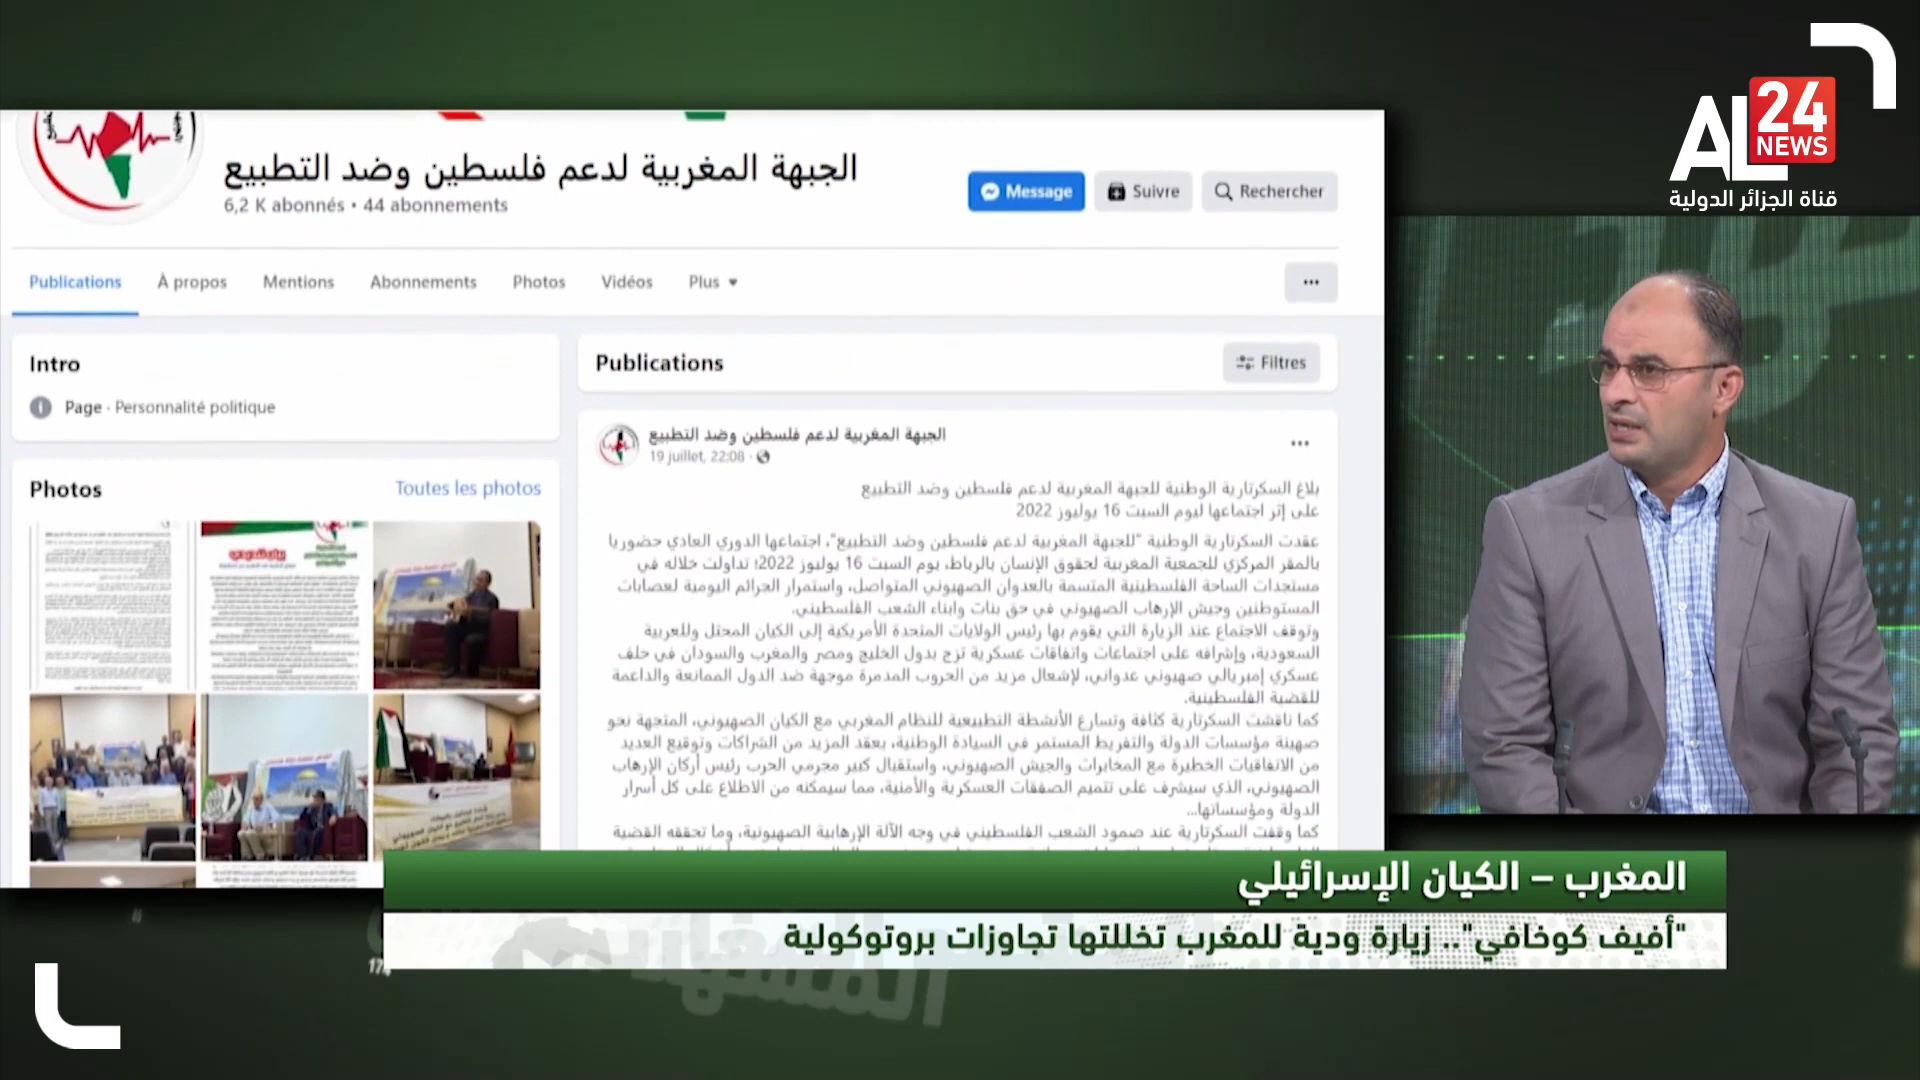 AL
24
NEWS
قناة الجزائر الدولية
الجبهة المغربية لدعم فلسطين وضد التطبيع
6,2 K abonnés • 44 abonnements
Message
Suivre
Rechercher
Publications
À propos
Mentions
Abonnements
Photos
Vidéos
Plus
Intro
Page · Personnalité politique
Photos
Toutes les photos
بيان تنديدي
Publications
Filtres
الجبهة المغربية لدعم فلسطين وضد التطبيع
19 juillet, 22:08 ·
بلاغ السكرتارية الوطنية للجبهة المغربية لدعم فلسطين وضد التطبيع
على إثر اجتماعها ليوم السبت 16 يوليوز 2022
عقدت السكرتارية الوطنية "للجبهة المغربية لدعم فلسطين وضد التطبيع"، اجتماعها الدوري العادي حضوريا
بالمقر المركزي للجمعية المغربية لحقوق الإنسان بالرباط، يوم السبت 16 يوليوز 2022؛ تداولت خلاله في
مستجدات الساحة الفلسطينية المتسمة بالعدوان الصهيوني المتواصل، واستمرار الجرائم اليومية لعصابات
المستوطنين وجيش الإرهاب الصهيوني في حق بنات وابناء الشعب الفلسطيني.
وتوقف الاجتماع عند الزيارة التي يقوم بها رئيس الولايات المتحدة الأمريكية إلى الكيان المحتل وللعربية
السعودية، وإشرافه على اجتماعات واتفاقات عسكرية تزج بدول الخليج ومصر والمغرب والسودان في حلف
عسكري إمبريالي صهيوني عدواني، لإشعال مزيد من الحروب المدمرة موجهة ضد الدول الممانعة والداعمة
للقضية الفلسطينية.
كما ناقشت السكرتارية كثافة وتسارع الأنشطة التطبيعية للنظام المغربي مع الكيان الصهيوني، المتجهة نحو
صهينة مؤسسات الدولة والتفريط المستمر في السيادة الوطنية، بعقد المزيد من الشراكات وتوقيع العديد
من الاتفاقيات الخطيرة مع المخابرات والجيش الصهيوني، واستقبال كبير مجرمي الحرب رئيس أركان الإرهاب
الصهيوني، الذي سيشرف على تتميم الصفقات العسكرية والأمنية، مما سيمكنه من الاطلاع على كل أسرار
الدولة ومؤسساتها...
كما وقفت السكرتارية عند صمود الشعب الفلسطيني في وجه الآلة الإرهابية الصهيونية، وما تحققه القضية
المغرب – الكيان الإسرائيلي
"أفيف كوخافي".. زيارة ودية للمغرب تخللتها تجاوزات بروتوكولية